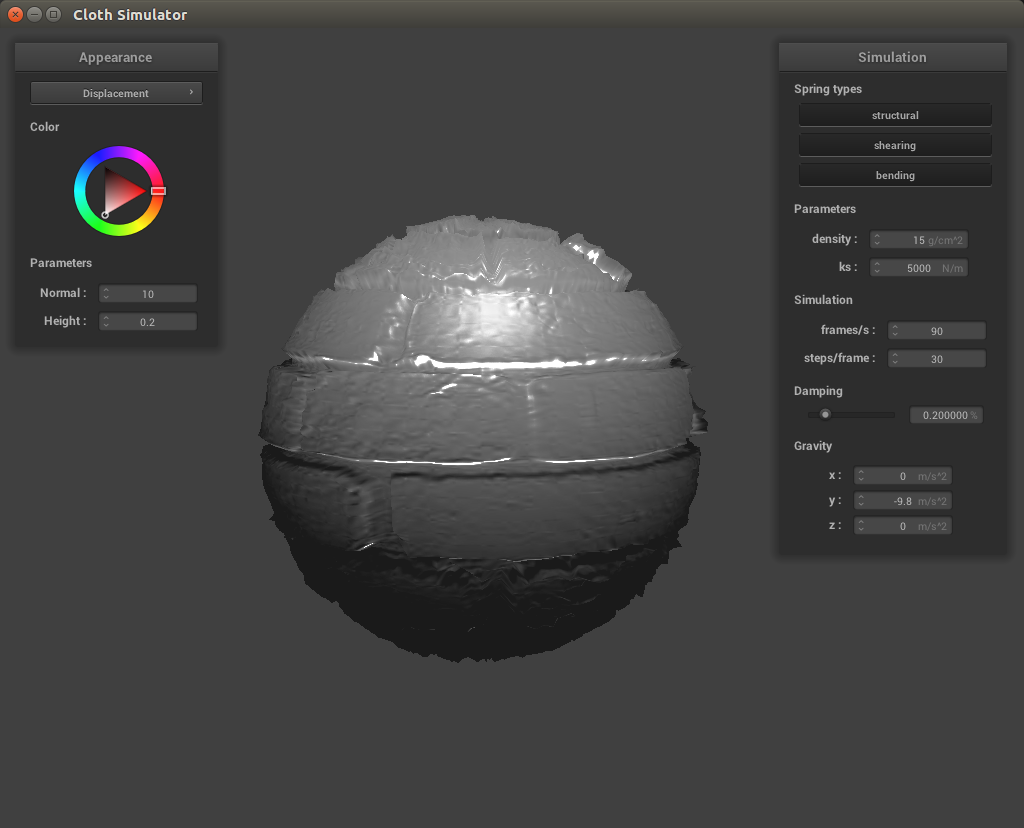 Cloth Simulator
Appearance
Displacement
Color
Parameters
Normal : 10
Height : 0.2
Simulation
Spring types
structural
shearing
bending
Parameters
density : 15 g/cm^2
ks : 5000 N/m
Simulation
frames/s : 90
steps/frame : 30
Damping
0.200000 %
Gravity
x : 0 m/s^2
y : -9.8 m/s^2
z : 0 m/s^2